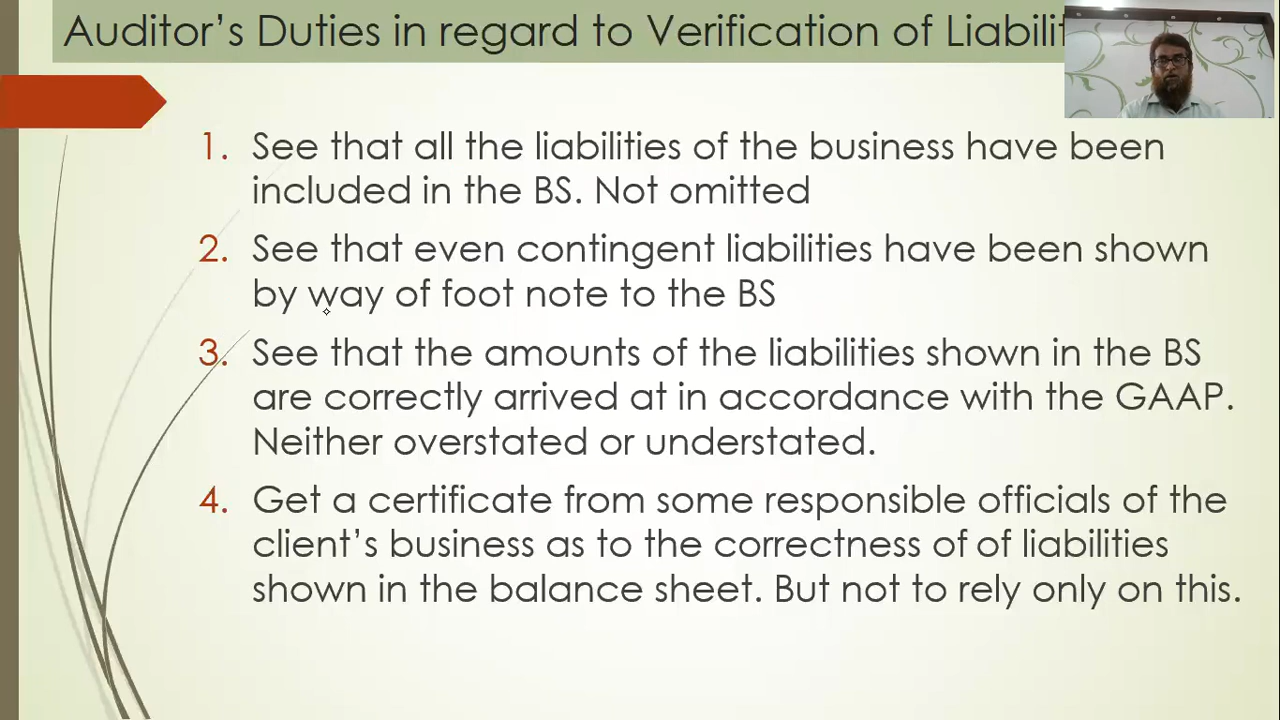 Auditor's Duties in regard to Verification of
1. See that all the liabilities of the business have been
included in the BS. Not omitted
2. See that even contingent liabilities have been shown
by way of foot note to the BS
3. See that the amounts of the liabilities shown in the BS
are correctly arrived at in accordance with the GAAP.
Neither overstated or understated.
4. Get a certificate from some responsible officials of the
client's business as to the correctness of of liabilities
shown in the balance sheet. But not to rely only on this.